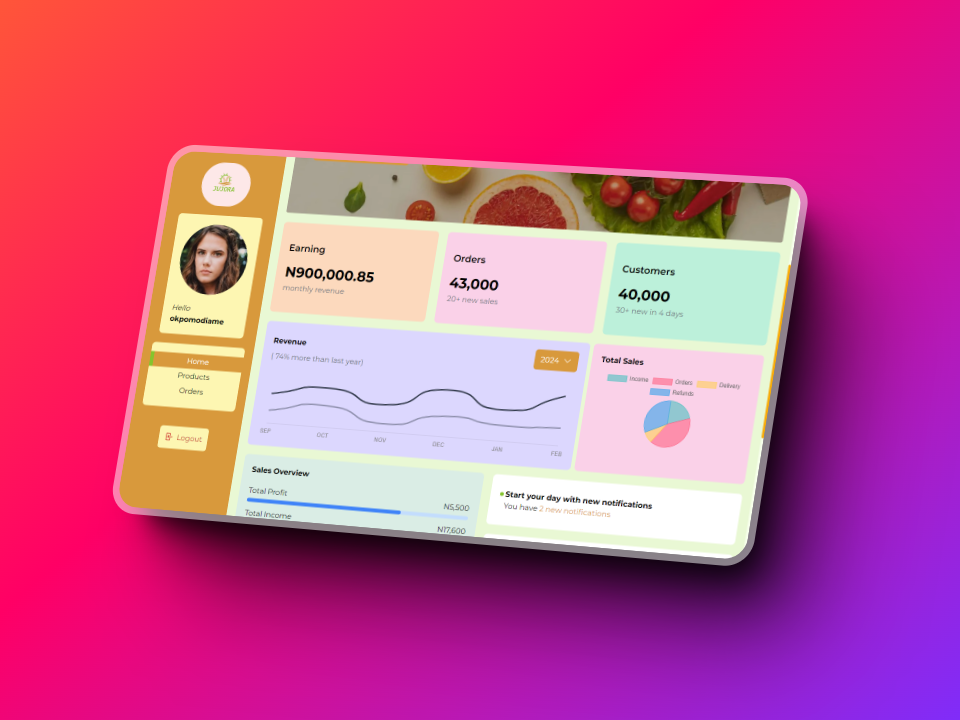 Hello
okpomodiame
Home
Products
Orders
Logout
Earning
N900,000.85
monthly revenue
Orders
43,000
20+ new sales
Customers
40,000
30+ new in 4 days
Revenue
( 74% more than last year)
2024
SEP OCT NOV DEC JAN FEB
Total Sales
Income Orders Delivery
Refunds
Sales Overview
Total Profit N5,500
Total Income N17,600
Start your day with new notifications
You have 2 new notifications